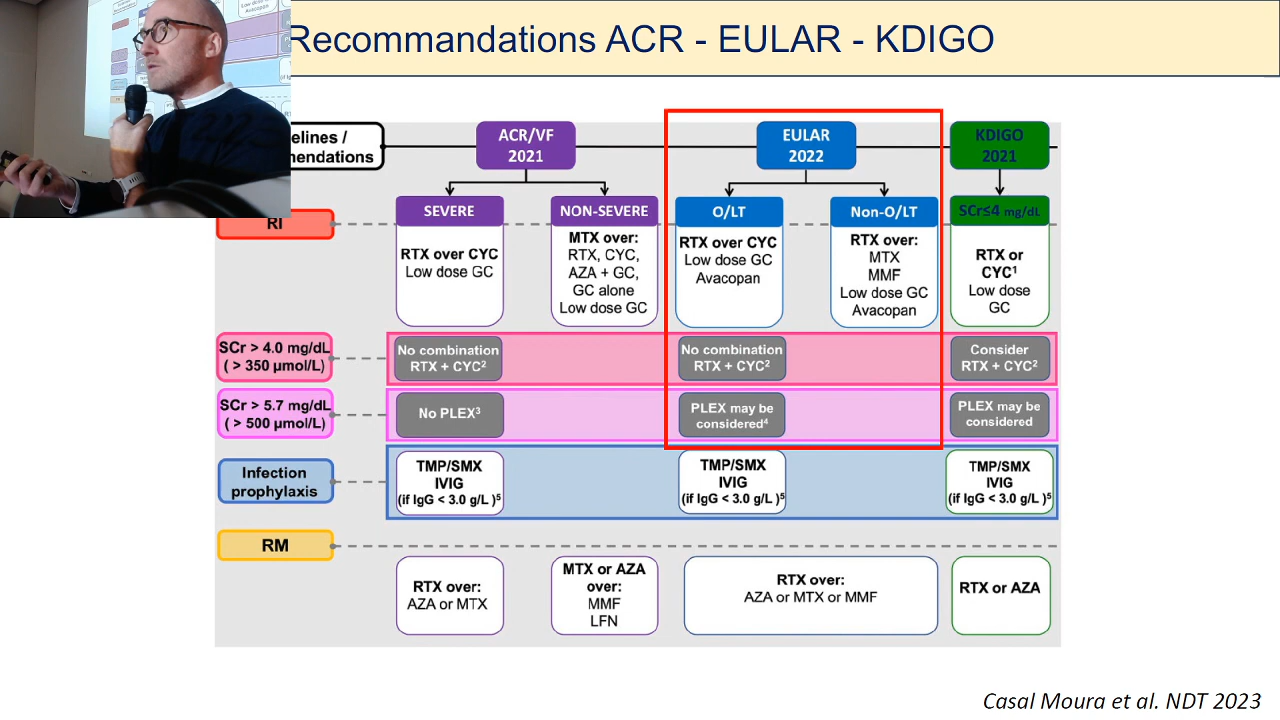 Recommandations ACR - EULAR - KDIGO
elines /
endations
ACR/VF
2021
EULAR
2022
KDIGO
2021
SEVERE
NON-SEVERE
O/LT
Non-O/LT
SCr≤4 mg/dL
RI
RTX over CYC
Low dose GC
MTX over:
RTX, CYC,
AZA + GC,
GC alone
Low dose GC
RTX over CYC
Low dose GC
Avacopan
RTX over:
MTX
MMF
Low dose GC
Avacopan
RTX or
CYC¹
Low dose
GC
SCr > 4.0 mg/dL
( > 350 µmol/L)
No combination
RTX + CYC²
No combination
RTX + CYC²
Consider
RTX + CYC²
SCr > 5.7 mg/dL
( > 500 µmol/L)
No PLEX³
PLEX may be
considered⁴
PLEX may be
considered
Infection
prophylaxis
TMP/SMX
IVIG
(if IgG < 3.0 g/L )⁵
TMP/SMX
IVIG
(if IgG < 3.0 g/L )⁵
TMP/SMX
IVIG
(if IgG < 3.0 g/L )⁵
RM
RTX over:
AZA or MTX
MTX or AZA
over:
MMF
LFN
RTX over:
AZA or MTX or MMF
RTX or AZA
Casal Moura et al. NDT 2023